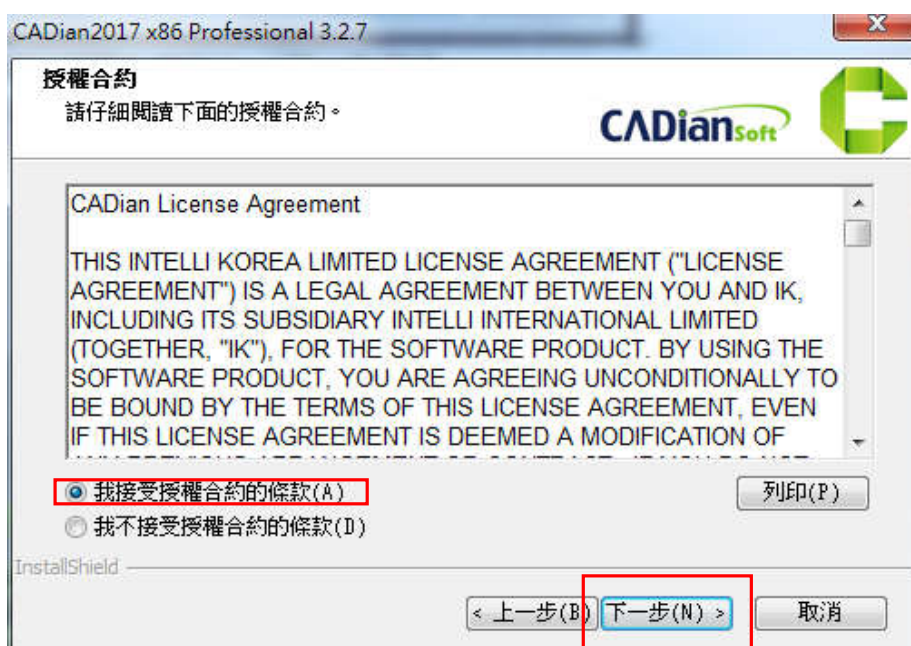 CADian2017 x86 Professional 3.2.7
授權合約
請仔細閱讀下面的授權合約。
CADianSoft
CADian License Agreement
THIS INTELLI KOREA LIMITED LICENSE AGREEMENT ("LICENSE
AGREEMENT") IS A LEGAL AGREEMENT BETWEEN YOU AND IK,
INCLUDING ITS SUBSIDIARY INTELLI INTERNATIONAL LIMITED
(TOGETHER, "IK"), FOR THE SOFTWARE PRODUCT. BY USING THE
SOFTWARE PRODUCT, YOU ARE AGREEING UNCONDITIONALLY TO
BE BOUND BY THE TERMS OF THIS LICENSE AGREEMENT, EVEN
IF THIS LICENSE AGREEMENT IS DEEMED A MODIFICATION OF
我接受授權合約的條款(A)
列印(P)
我不接受授權合約的條款(D)
InstallShield
< 上一步(B) 下一步(N) > 取消